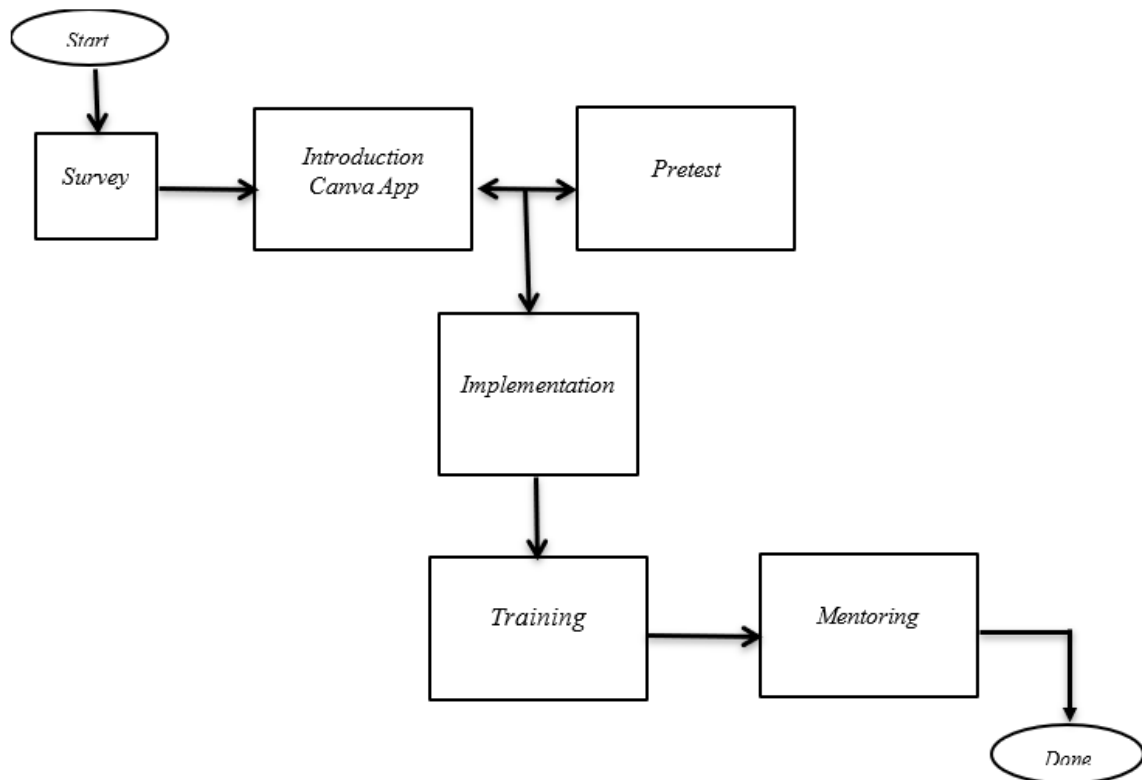 Start
Survey
Introduction
Canva App
Pretest
Implementation
Training
Mentoring
Done